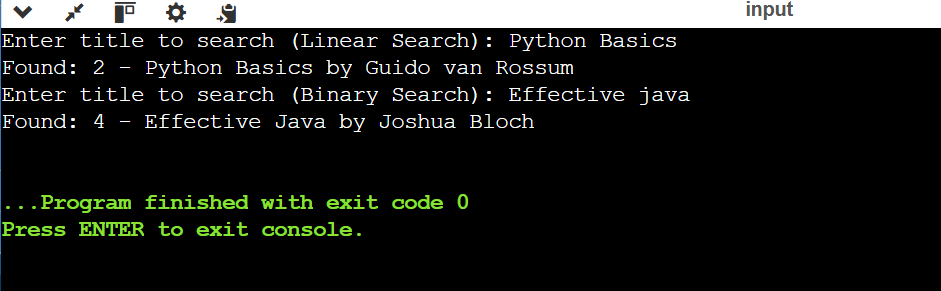 input
Enter title to search (Linear Search): Python Basics
Found: 2 - Python Basics by Guido van Rossum
Enter title to search (Binary Search): Effective java
Found: 4 - Effective Java by Joshua Bloch
...Program finished with exit code 0
Press ENTER to exit console.